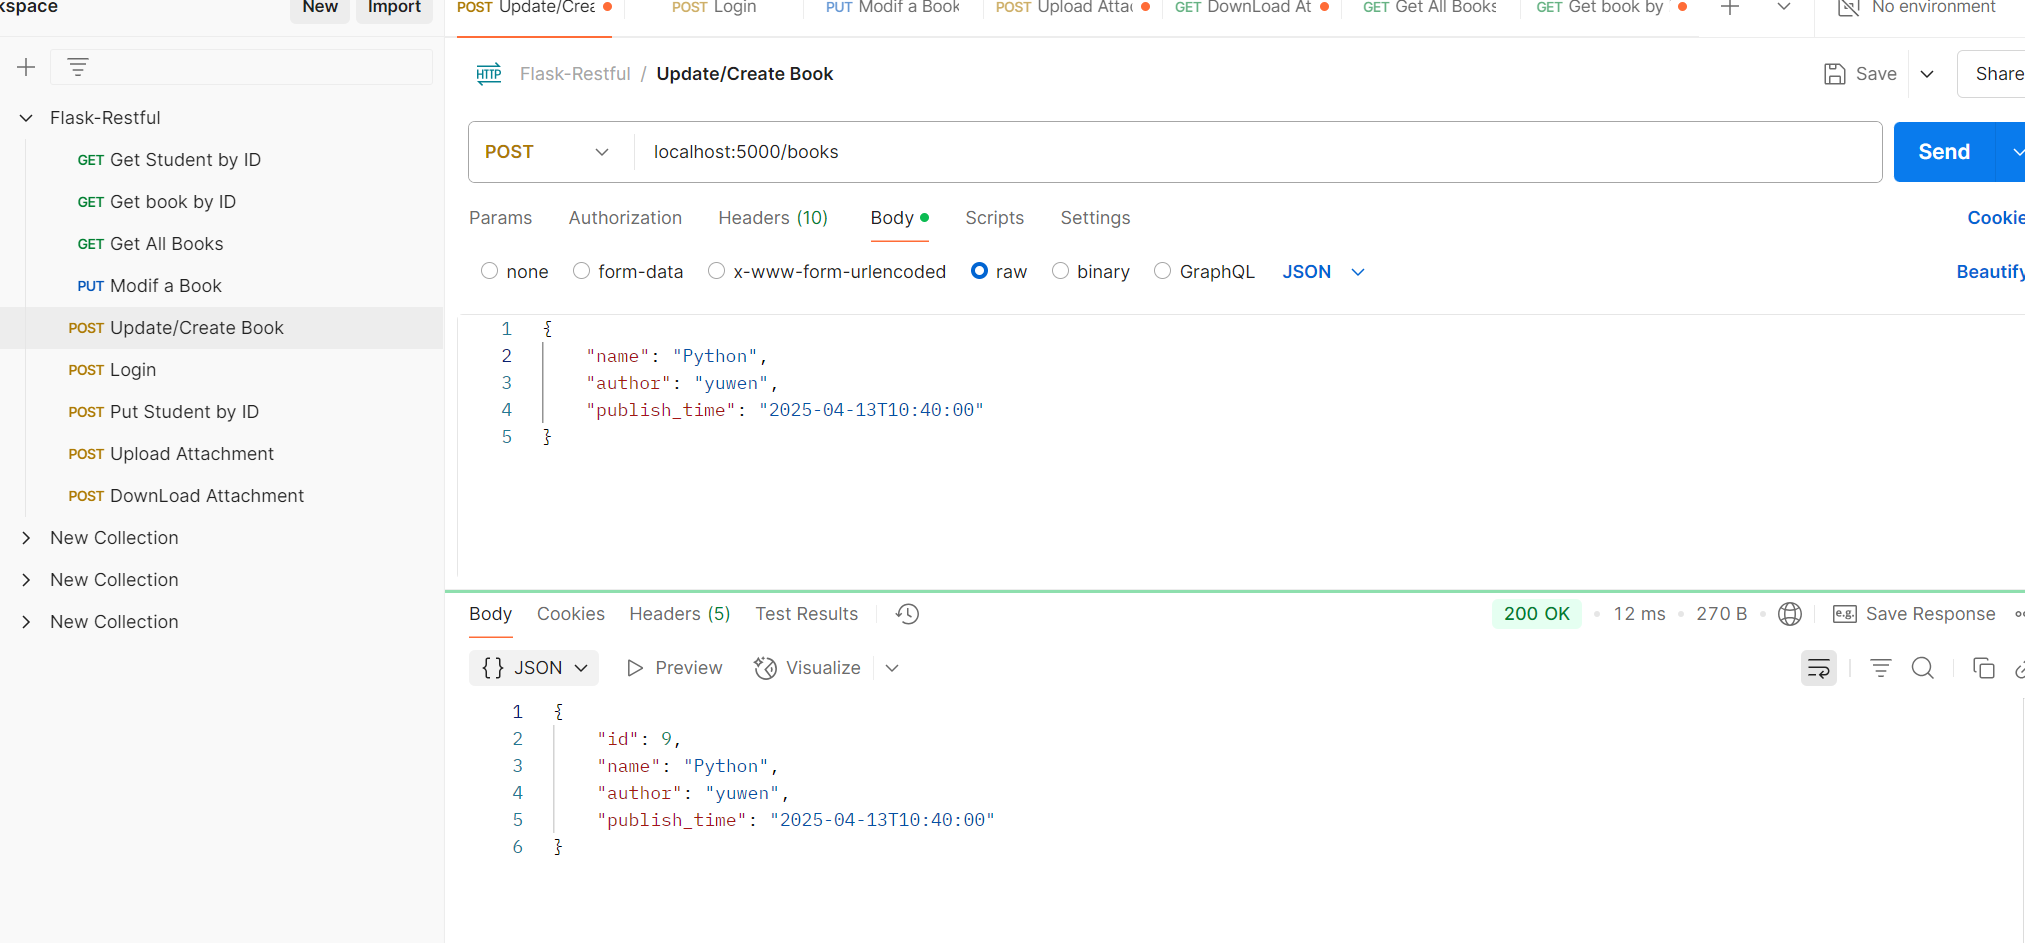 kspace
New
Import
POST Update/Crea
POST Login
PUT Modif a Book
POST Upload Attac
GET DownLoad At
GET Get All Books
GET Get book by
No environment
Flask-Restful
GET Get Student by ID
GET Get book by ID
GET Get All Books
PUT Modif a Book
POST Update/Create Book
POST Login
POST Put Student by ID
POST Upload Attachment
POST DownLoad Attachment
New Collection
New Collection
New Collection
HTTP Flask-Restful / Update/Create Book
Save
Share
POST localhost:5000/books
Send
Params Authorization Headers (10) Body Scripts Settings
Cookie
none form-data x-www-form-urlencoded raw binary GraphQL JSON
Beautify
1 {
2 "name": "Python",
3 "author": "yuwen",
4 "publish_time": "2025-04-13T10:40:00"
5 }
Body Cookies Headers (5) Test Results
200 OK • 12 ms • 270 B •
e.g. Save Response
{} JSON Preview Visualize
1 {
2 "id": 9,
3 "name": "Python",
4 "author": "yuwen",
5 "publish_time": "2025-04-13T10:40:00"
6 }